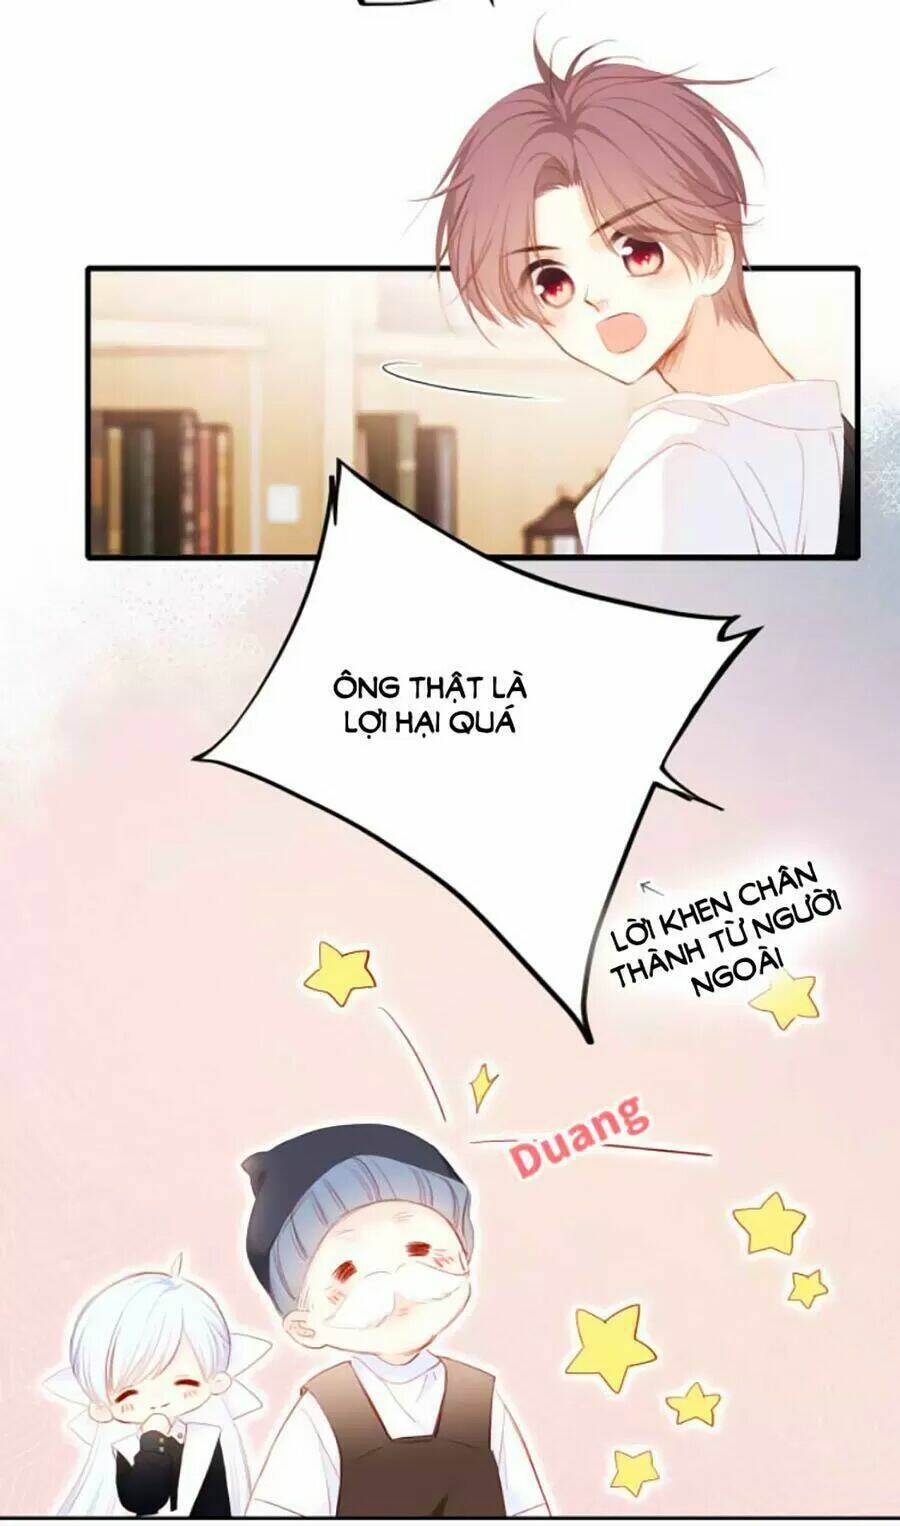 ÔNG THẬT LÀ
LỢI HẠI QUÁ
LỜI KHEN CHÂN
THÀNH TỪ NGƯỜI
NGOÀI
Duang